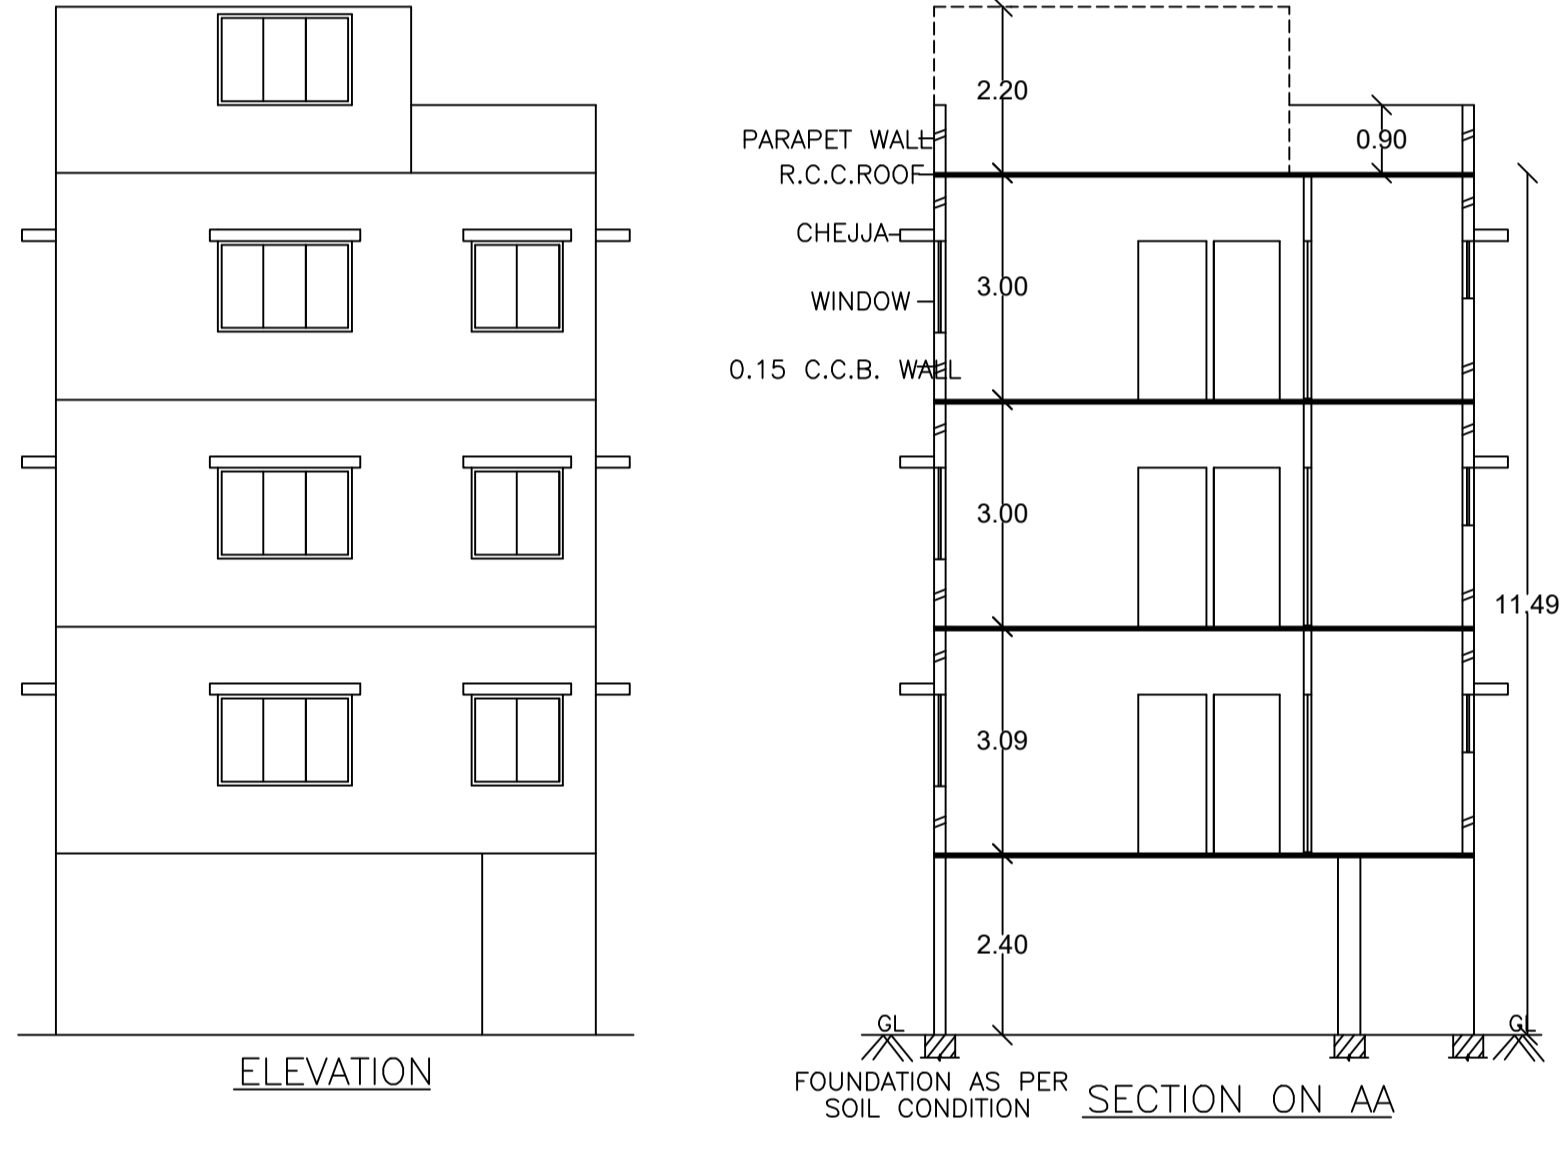 2.20
PARAPET WALL
0.90
R.C.C.ROOF
CHEJJA
3.00
WINDOW
0.15 C.C.B. WALL
3.00
11.49
3.09
2.40
GL
GL
ELEVATION
FOUNDATION AS PER
SOIL CONDITION
SECTION ON AA